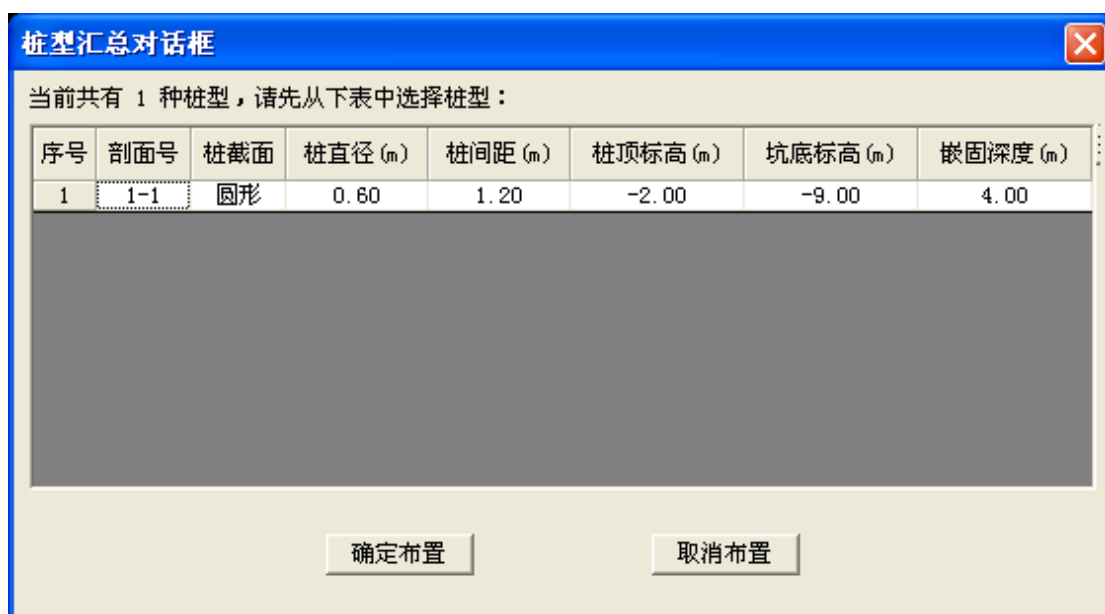 桩型汇总对话框
当前共有 1 种桩型，请先从下表中选择桩型：
序号 剖面号 桩截面 桩直径(m) 桩间距(m) 桩顶标高(m) 坑底标高(m) 嵌固深度(m)
1 1-1 圆形 0.60 1.20 -2.00 -9.00 4.00
确定布置 取消布置